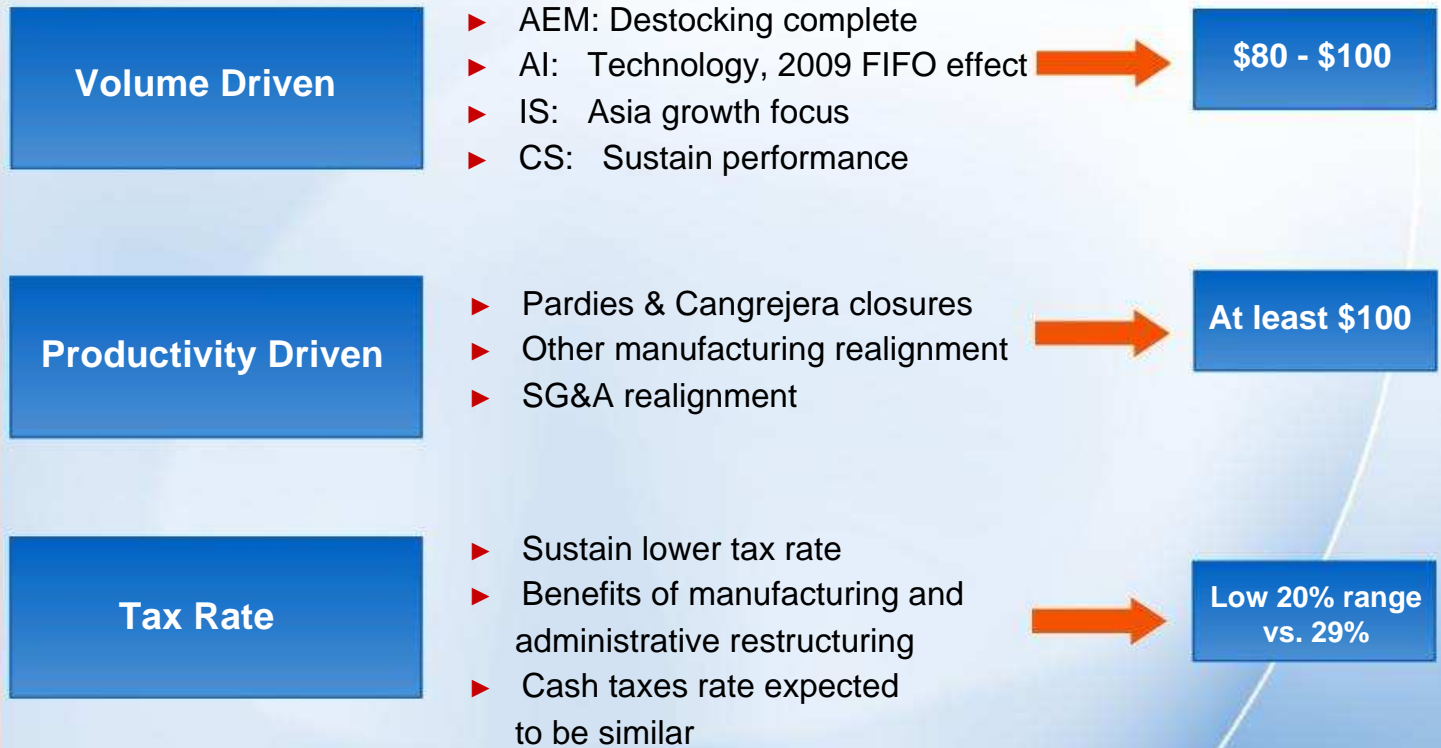 Volume Driven
► AEM: Destocking complete
► AI: Technology, 2009 FIFO effect
► IS: Asia growth focus
► CS: Sustain performance
$80 - $100
Productivity Driven
► Pardies & Cangrejera closures
► Other manufacturing realignment
► SG&A realignment
At least $100
Tax Rate
► Sustain lower tax rate
► Benefits of manufacturing and
administrative restructuring
► Cash taxes rate expected
to be similar
Low 20% range
vs. 29%